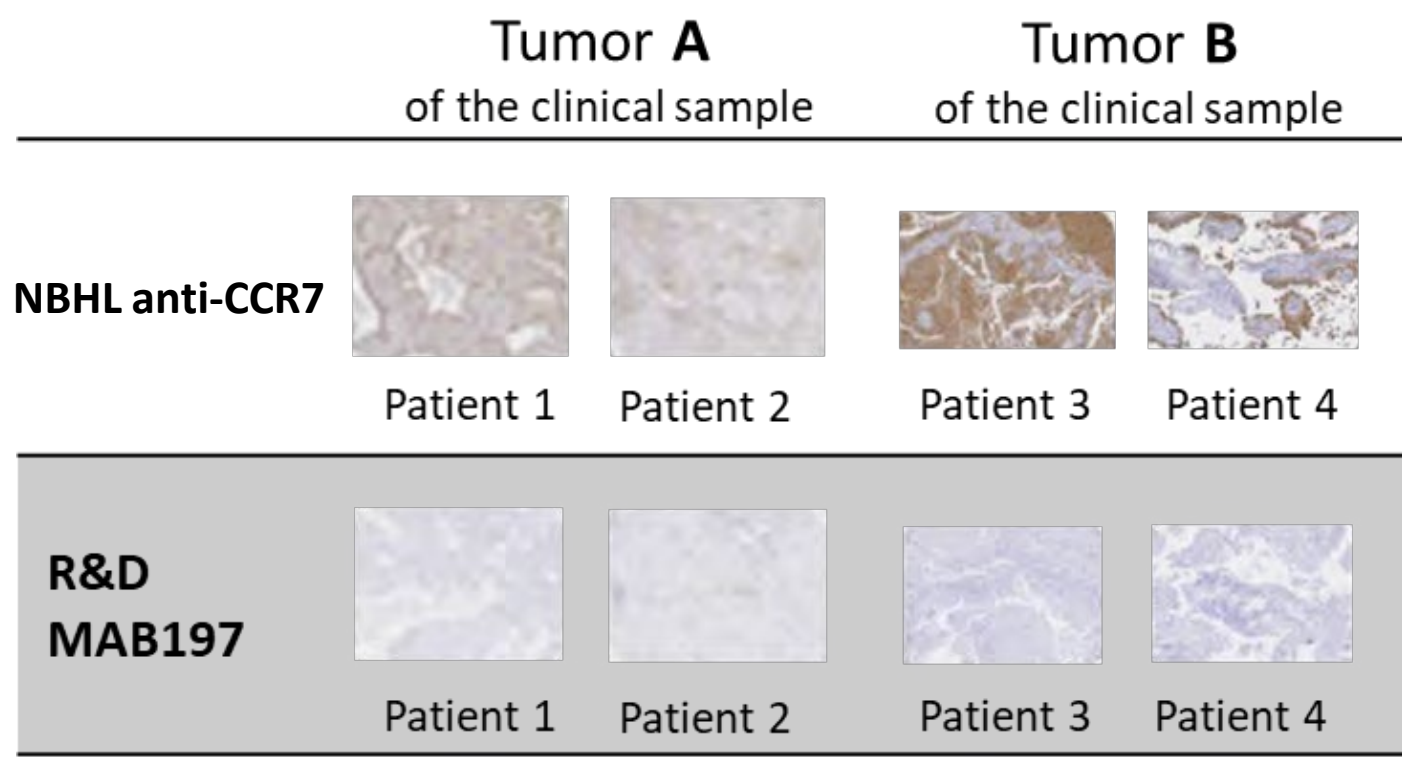 Tumor A
of the clinical sample
Tumor B
of the clinical sample
NBHL anti-CCR7
Patient 1
Patient 2
Patient 3
Patient 4
R&D
MAB197
Patient 1
Patient 2
Patient 3
Patient 4